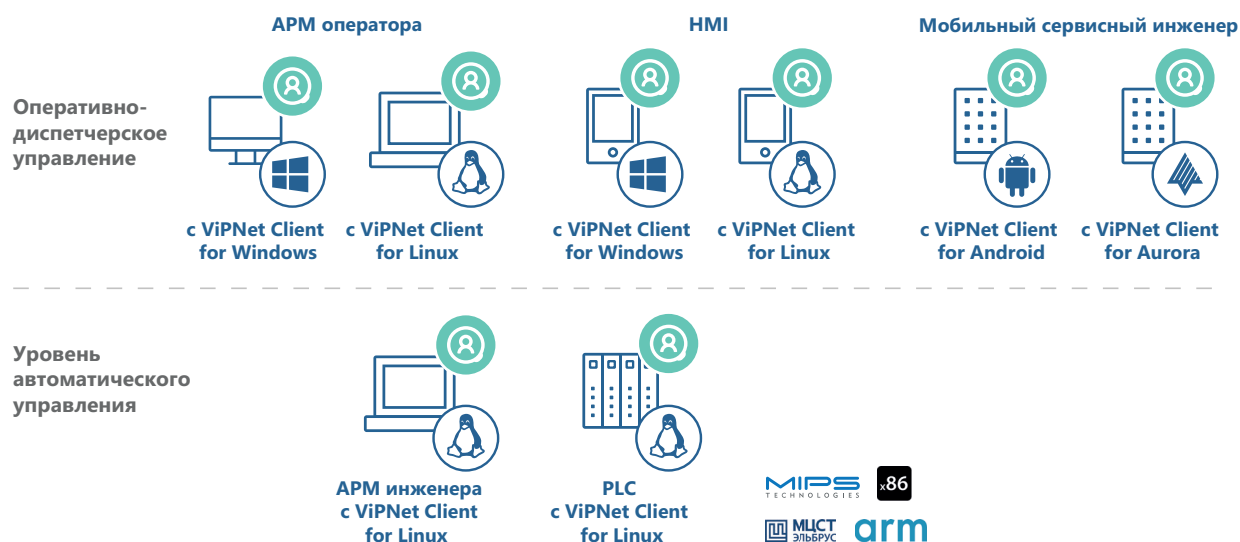 АРМ оператора
HMI
Мобильный сервисный инженер
Оперативно-
диспетчерское
управление
с ViPNet Client
for Windows
с ViPNet Client
for Linux
с ViPNet Client
for Windows
с ViPNet Client
for Linux
с ViPNet Client
for Android
с ViPNet Client
for Aurora
Уровень
автоматического
управления
АРМ инженера
с ViPNet Client
for Linux
PLC
с ViPNet Client
for Linux
MIPS
TECHNOLOGIES
x86
МЦСТ
ЭЛЬБРУС
arm